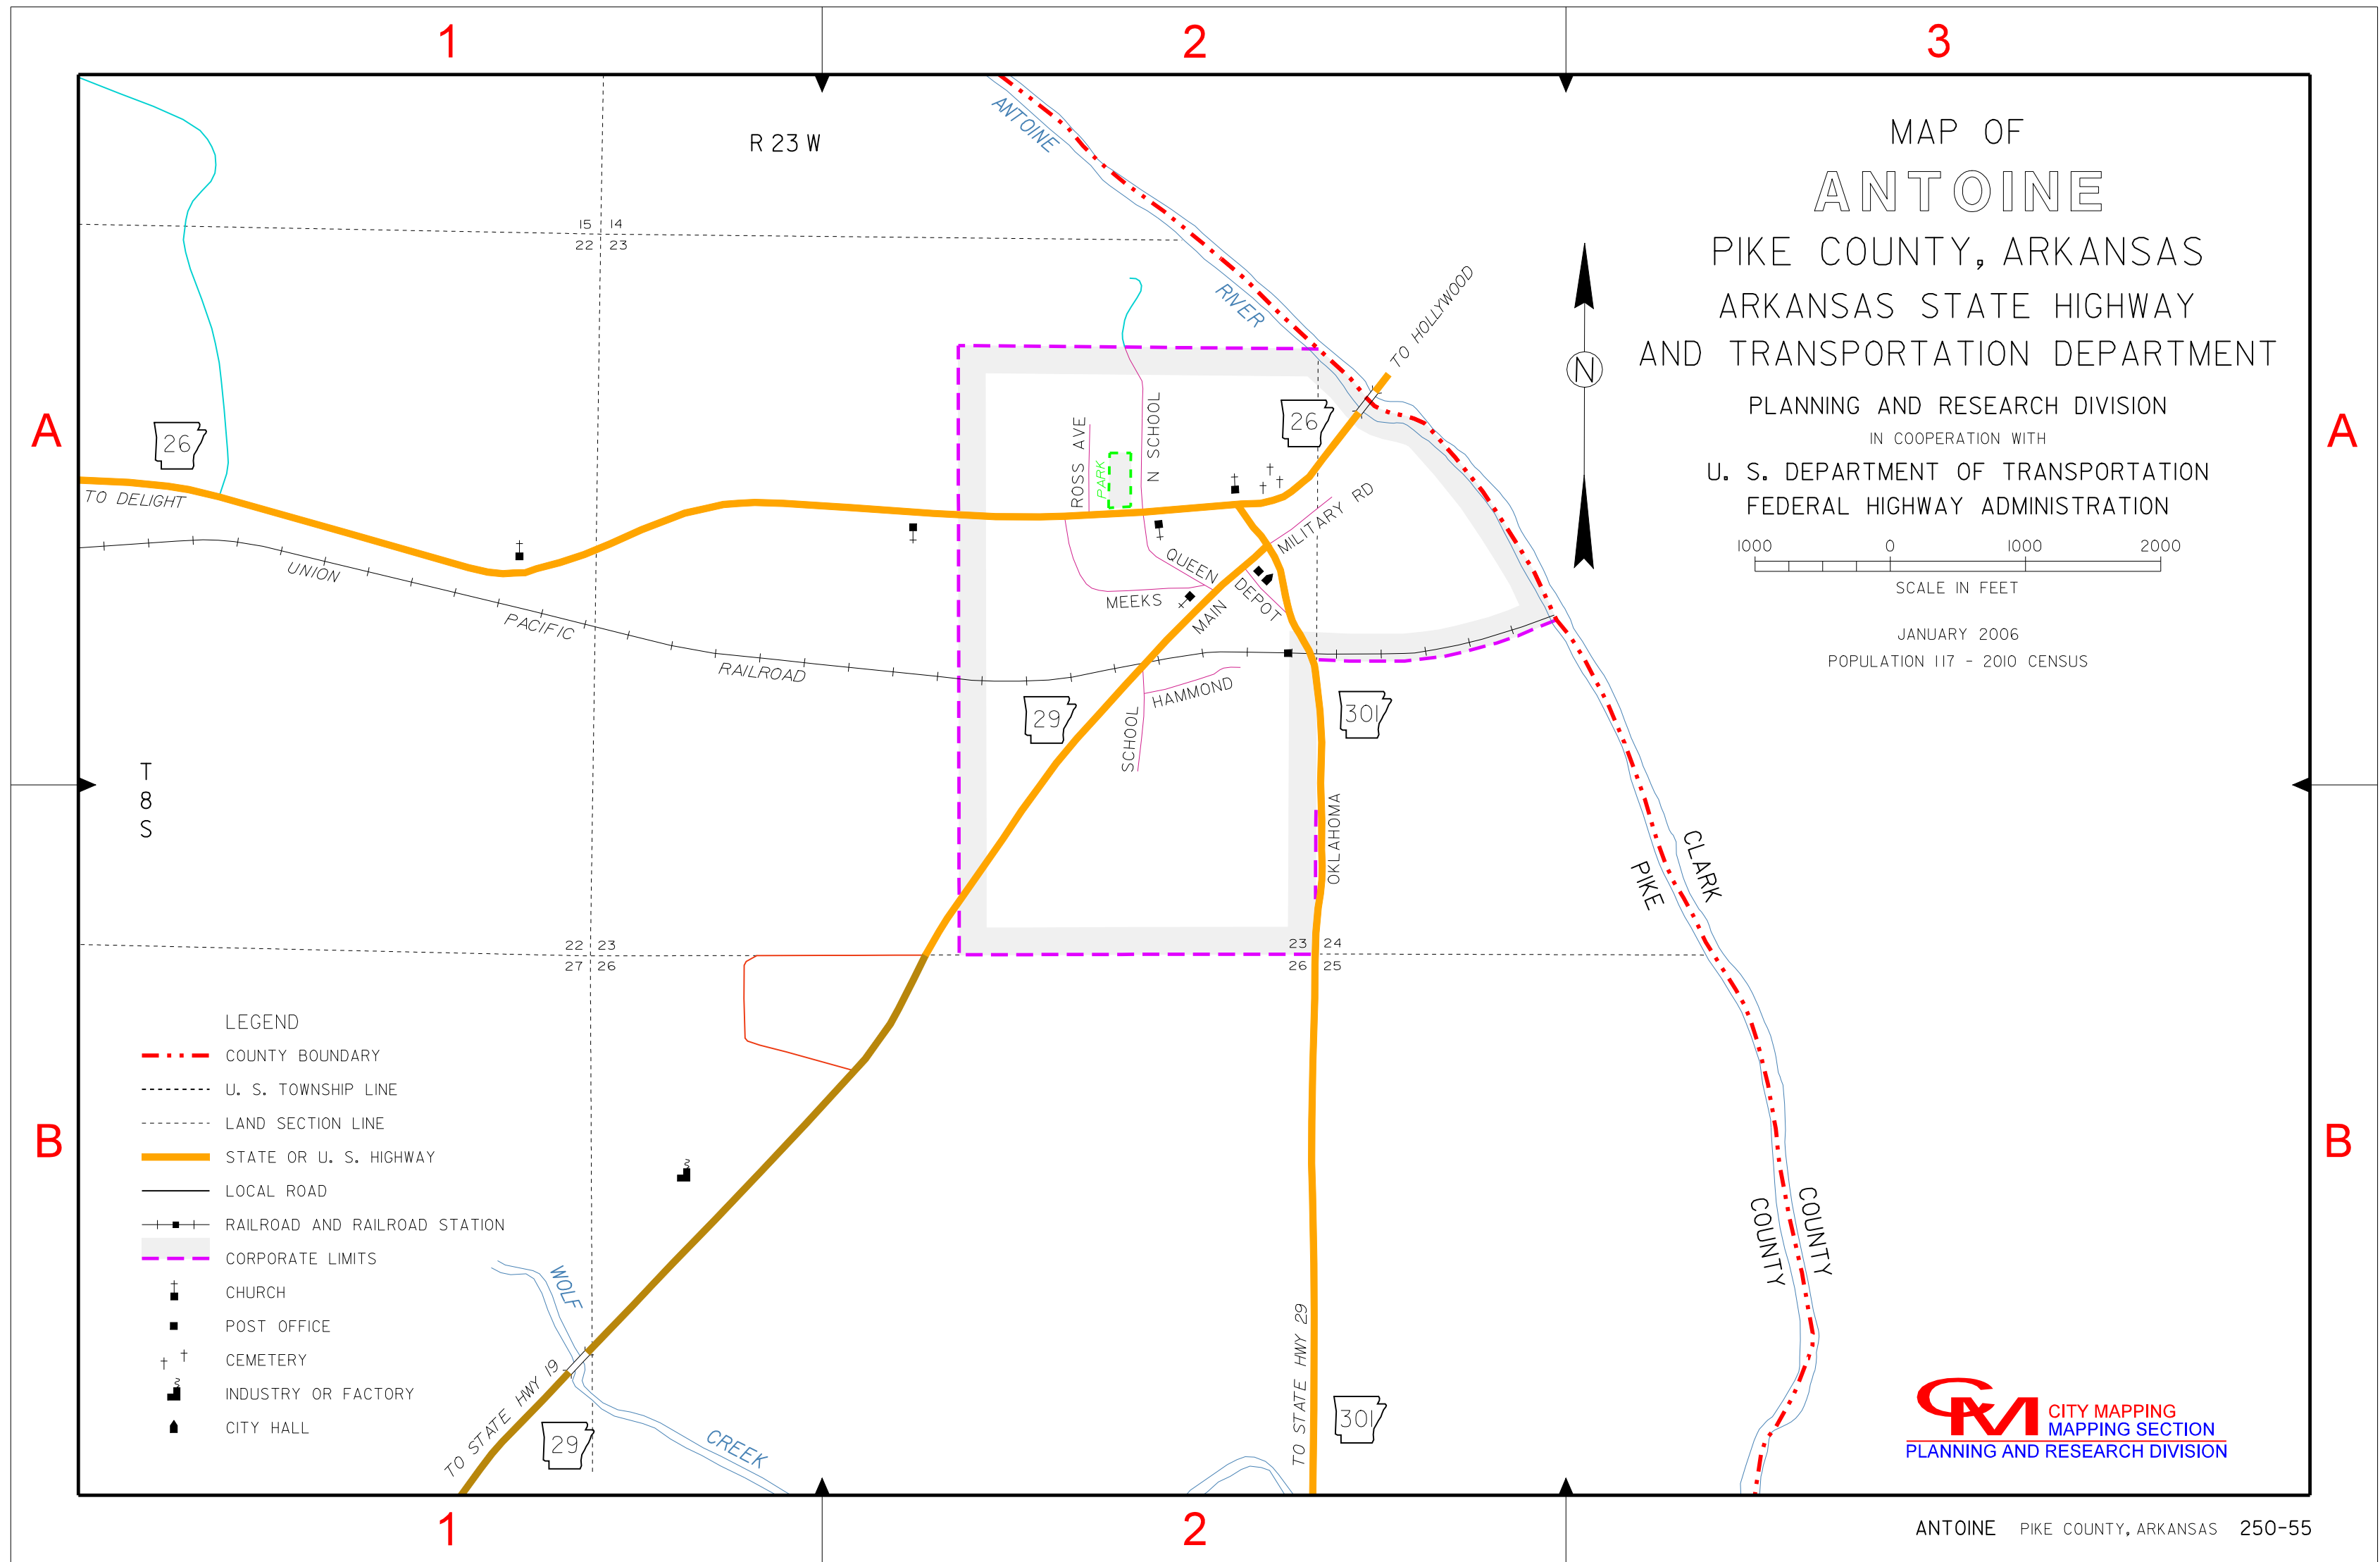 1
2
3
A
A
B
B
1
2
MAP OF
ANTOINE
PIKE COUNTY, ARKANSAS
ARKANSAS STATE HIGHWAY
AND TRANSPORTATION DEPARTMENT
PLANNING AND RESEARCH DIVISION
IN COOPERATION WITH
U. S. DEPARTMENT OF TRANSPORTATION
FEDERAL HIGHWAY ADMINISTRATION
1000 0 1000 2000
SCALE IN FEET
JANUARY 2006
POPULATION 117 - 2010 CENSUS
N
R 23 W
ANTOINE
RIVER
15 14
22 23
TO HOLLYWOOD
26
26
TO DELIGHT
ROSS AVE
PARK
N SCHOOL
MILITARY RD
QUEEN
DEPOT
MEEKS
MAIN
UNION
PACIFIC
RAILROAD
HAMMOND
SCHOOL
29
301
OKLAHOMA
T
8
S
CLARK
PIKE
22 23
27 26
23 24
26 25
COUNTY
COUNTY
LEGEND
COUNTY BOUNDARY
U. S. TOWNSHIP LINE
LAND SECTION LINE
STATE OR U. S. HIGHWAY
LOCAL ROAD
RAILROAD AND RAILROAD STATION
CORPORATE LIMITS
CHURCH
POST OFFICE
CEMETERY
INDUSTRY OR FACTORY
CITY HALL
WOLF
CREEK
TO STATE HWY 19
29
TO STATE HWY 29
301
CM
CITY MAPPING
MAPPING SECTION
PLANNING AND RESEARCH DIVISION
ANTOINE PIKE COUNTY, ARKANSAS 250-55